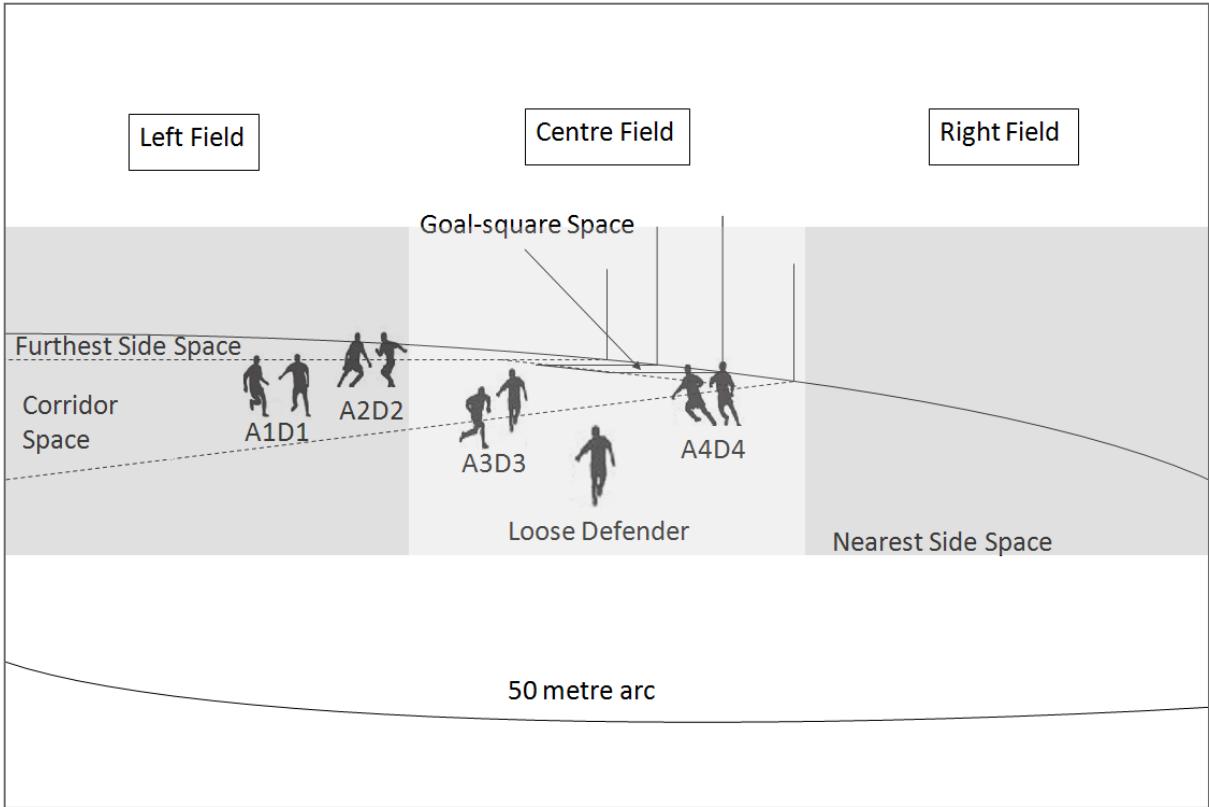 Left Field
Centre Field
Right Field
Goal-square Space
Furthest Side Space
Corridor
Space
A1D1
A2D2
A3D3
A4D4
Loose Defender
Nearest Side Space
50 metre arc